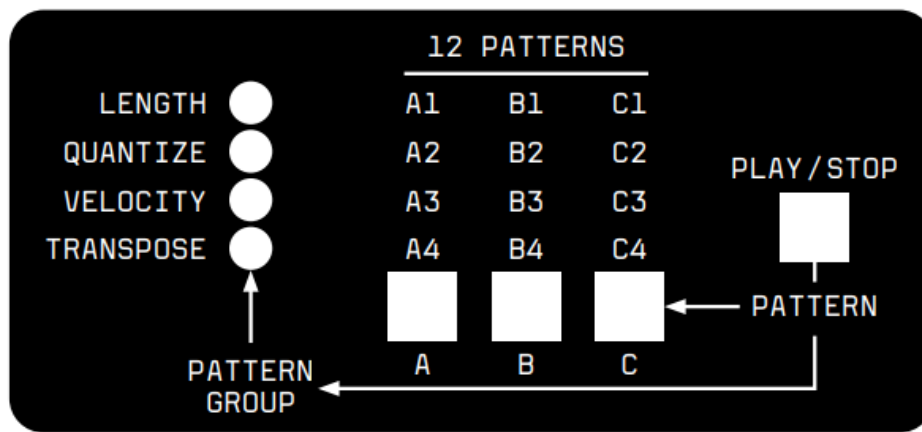 12 PATTERNS
LENGTH A1 B1 C1
QUANTIZE A2 B2 C2
VELOCITY A3 B3 C3
TRANSPOSE A4 B4 C4
PLAY/STOP
PATTERN
A B C
PATTERN
GROUP